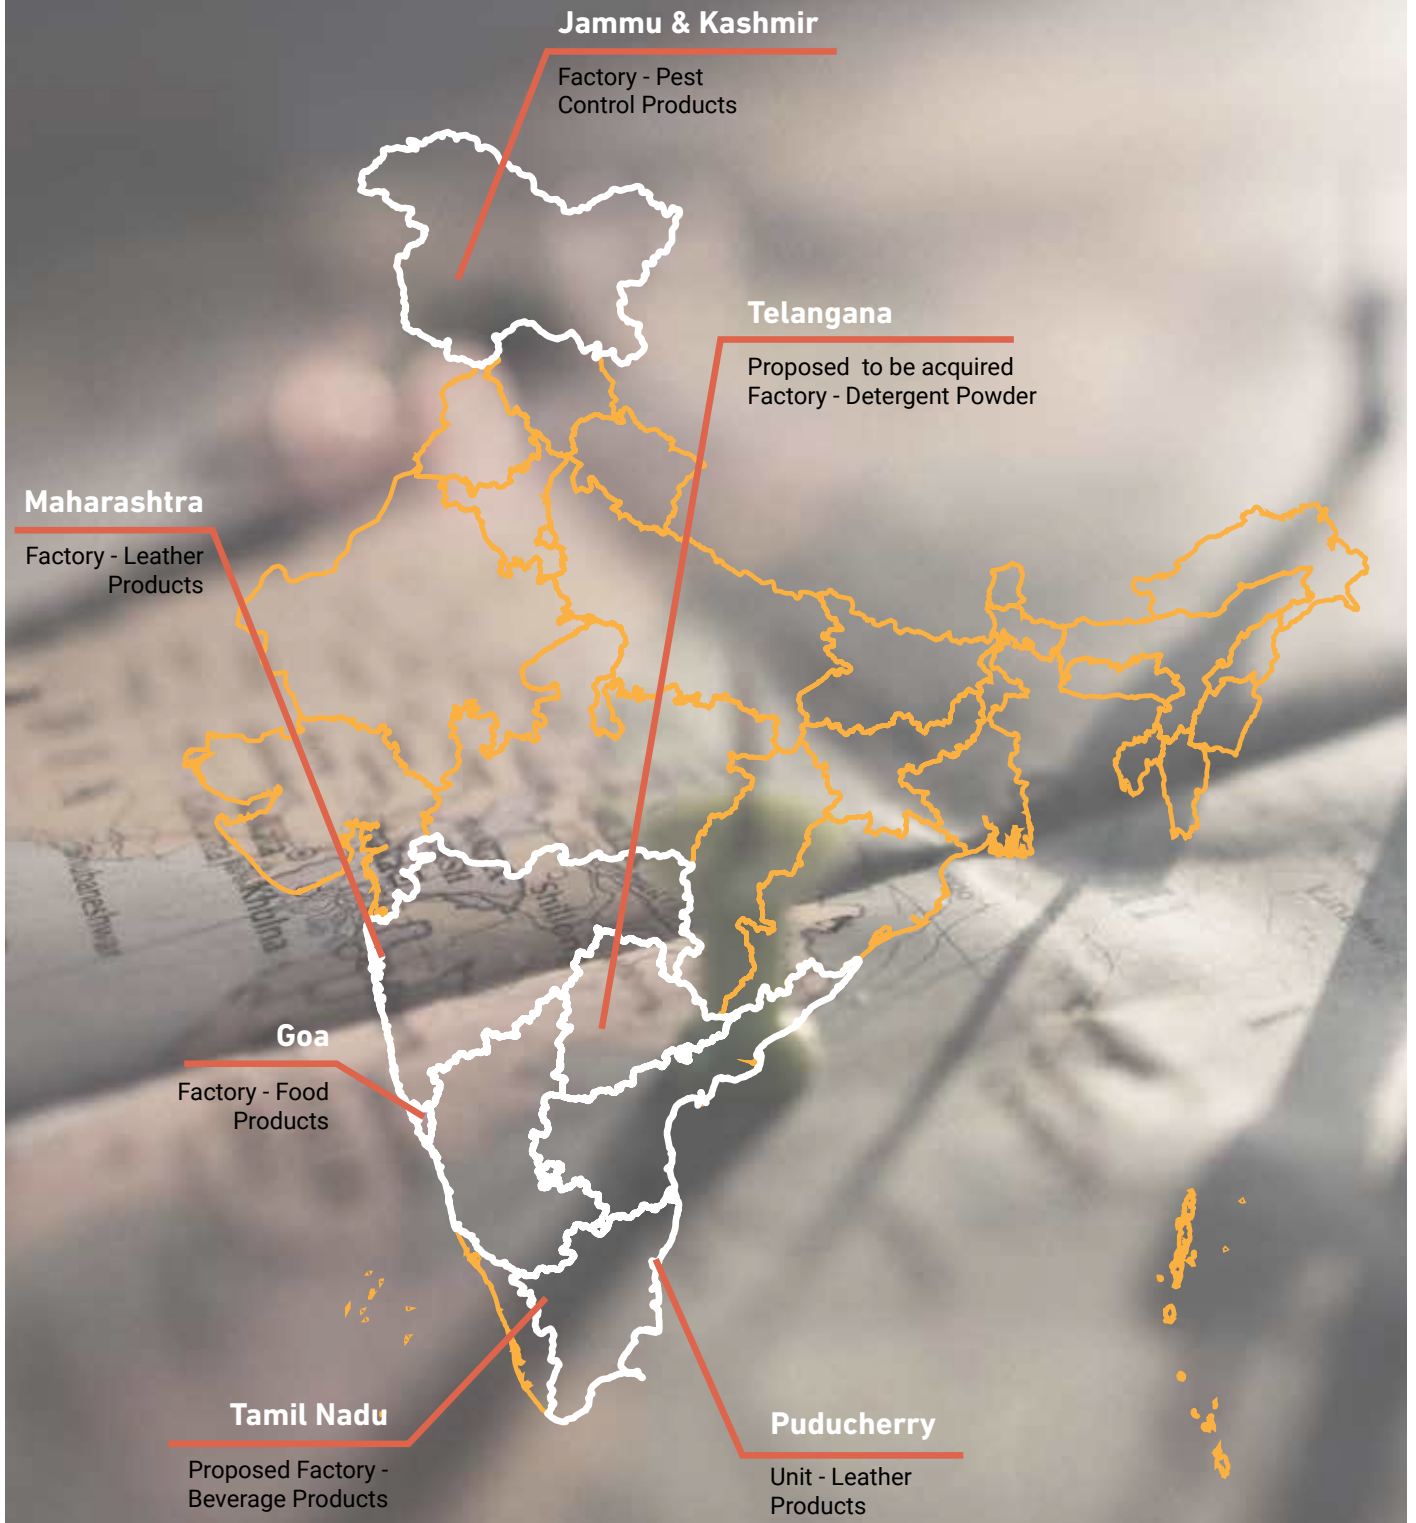 Jammu & Kashmir
Factory - Pest
Control Products
Telangana
Proposed to be acquired
Factory - Detergent Powder
Maharashtra
Factory - Leather
Products
Goa
Factory - Food
Products
Tamil Nadu
Proposed Factory -
Beverage Products
Puducherry
Unit - Leather
Products
Khulna